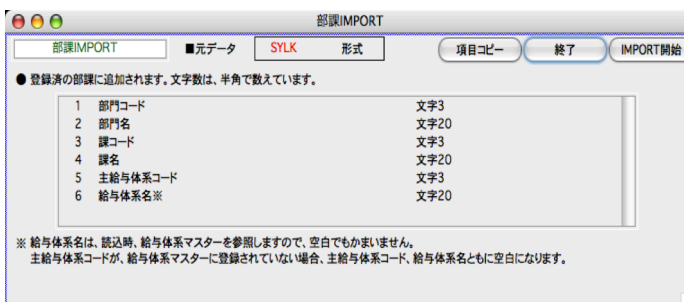 部課IMPORT
部課IMPORT ■元データ SYLK 形式 項目コピー 終了 IMPORT開始
● 登録済の部課に追加されます。文字数は、半角で数えています。
1 部門コード 文字3
2 部門名 文字20
3 課コード 文字3
4 課名 文字20
5 主給与体系コード 文字3
6 給与体系名※ 文字20
※ 給与体系名は、読込時、給与体系マスターを参照しますので、空白でもかまいません。
主給与体系コードが、給与体系マスターに登録されていない場合、主給与体系コード、給与体系名ともに空白になります。